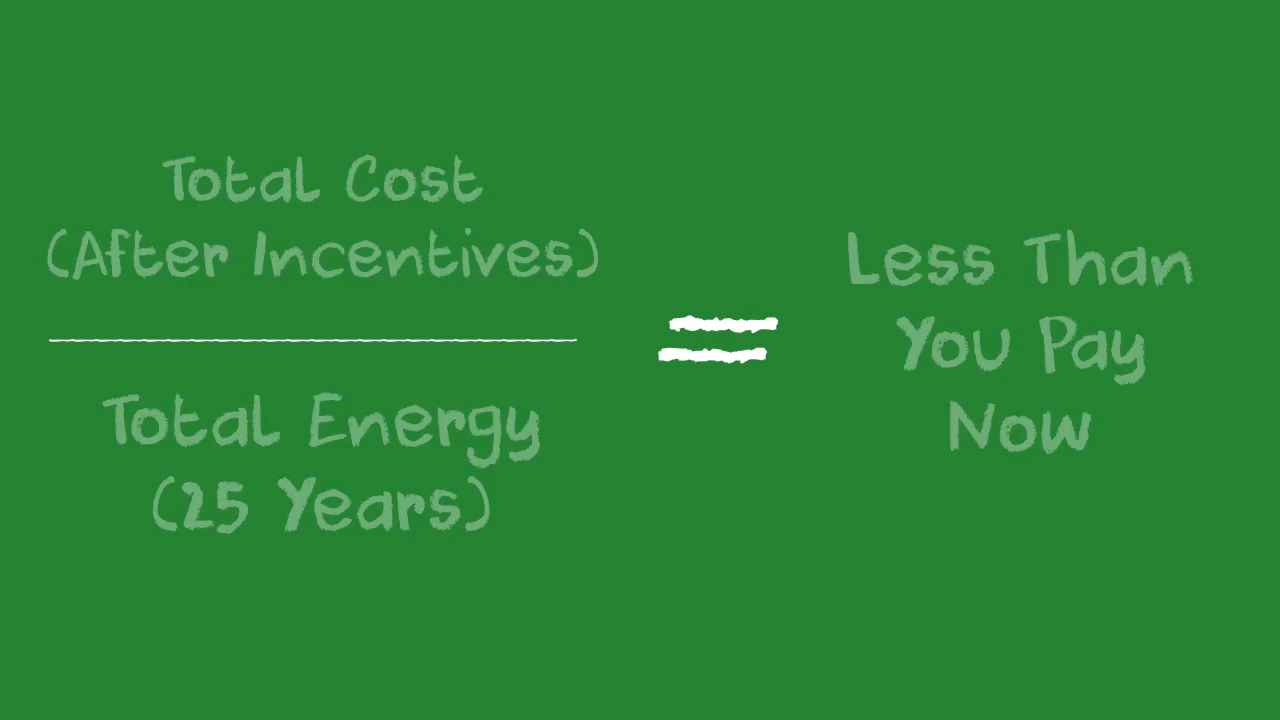 Total Cost
(After Incentives)
Total Energy
(25 Years)
=
Less Than
You Pay
Now